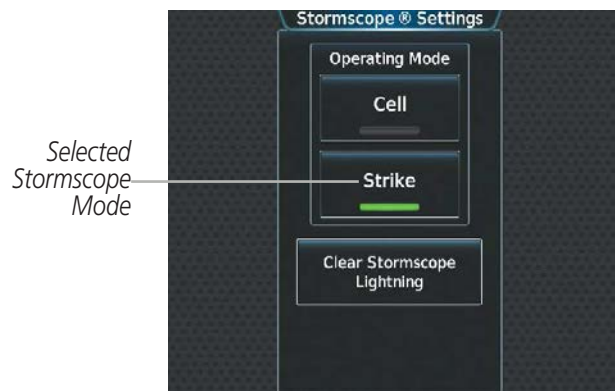 Stormscope ® Settings
Operating Mode
Cell
Selected
Stormscope
Mode
Strike
Clear Stormscope
Lightning